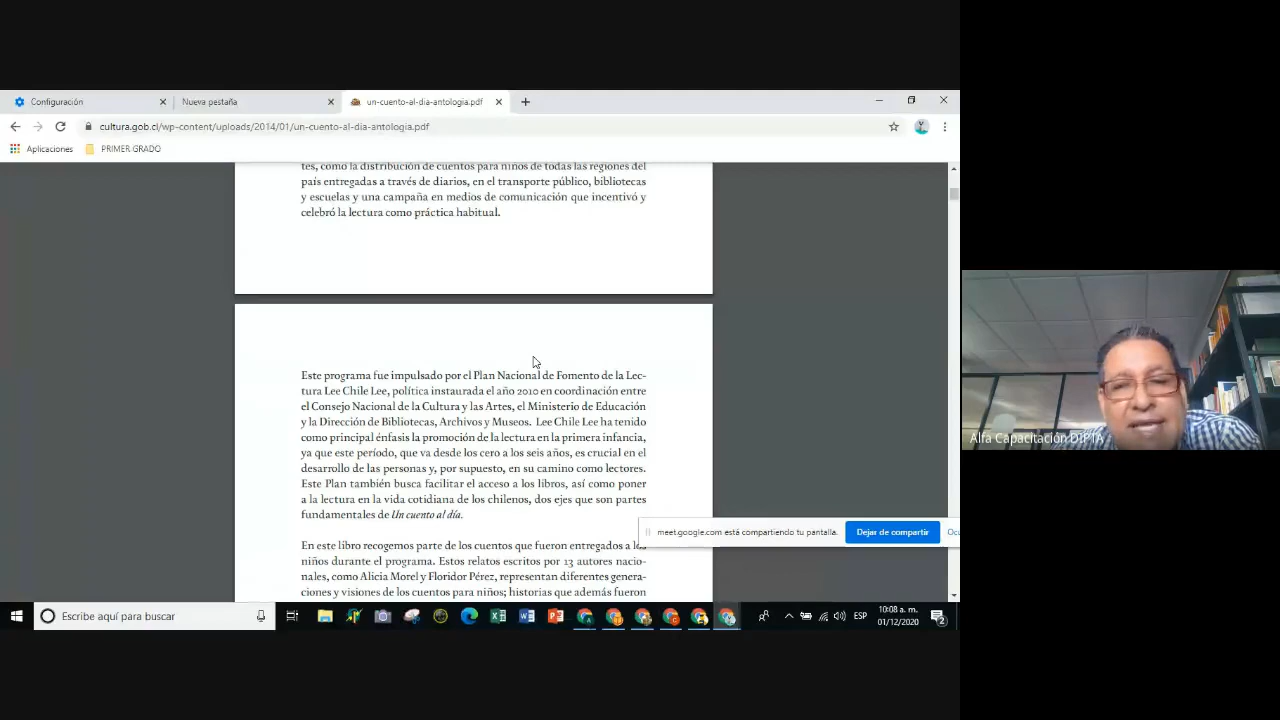 Configuración
Nueva pestaña
un-cuento-al-dia-antologia.pdf
cultura.gob.cl/wp-content/uploads/2014/01/un-cuento-al-dia-antologia.pdf
Aplicaciones
PRIMER GRADO
tes, como la distribución de cuentos para niños de todas las regiones del
país entregadas a través de diarios, en el transporte público, bibliotecas
y escuelas y una campaña en medios de comunicación que incentivó y
celebró la lectura como práctica habitual.
Este programa fue impulsado por el Plan Nacional de Fomento de la Lec-
tura Lee Chile Lee, política instaurada el año 2010 en coordinación entre
el Consejo Nacional de la Cultura y las Artes, el Ministerio de Educación
y la Dirección de Bibliotecas, Archivos y Museos. Lee Chile Lee ha tenido
como principal énfasis la promoción de la lectura en la primera infancia,
ya que este período, que va desde los cero a los seis años, es crucial en el
desarrollo de las personas y, por supuesto, en su camino como lectores.
Este Plan también busca facilitar el acceso a los libros, así como poner
a la lectura en la vida cotidiana de los chilenos, dos ejes que son partes
fundamentales de Un cuento al día.
En este libro recogemos parte de los cuentos que fueron entregados a los
niños durante el programa. Estos relatos escritos por 13 autores nacio-
nales, como Alicia Morel y Floridor Pérez, representan diferentes genera-
ciones y visiones de los cuentos para niños; historias que además fueron
meet.google.com está compartiendo tu pantalla.
Dejar de compartir
Ocu
Alfa Capacitación DIPTA
Escribe aquí para buscar
ESP
10:08 a. m.
01/12/2020
2